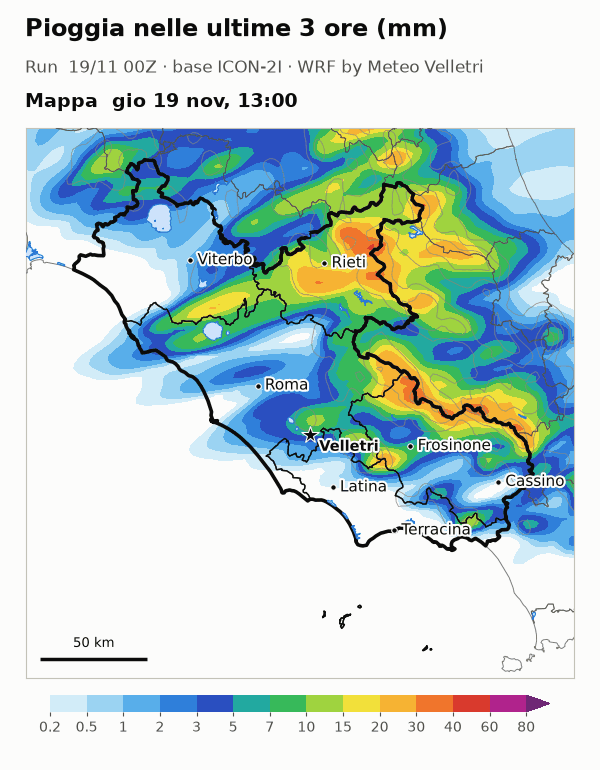 Pioggia nelle ultime 3 ore (mm)
Run 19/11 00Z · base ICON-2I · WRF by Meteo Velletri
Mappa gio 19 nov, 13:00
Viterbo
Rieti
Roma
Velletri
Frosinone
Cassino
Latina
Terracina
50 km
0.2 0.5 1 2 3 5 7 10 15 20 30 40 60 80